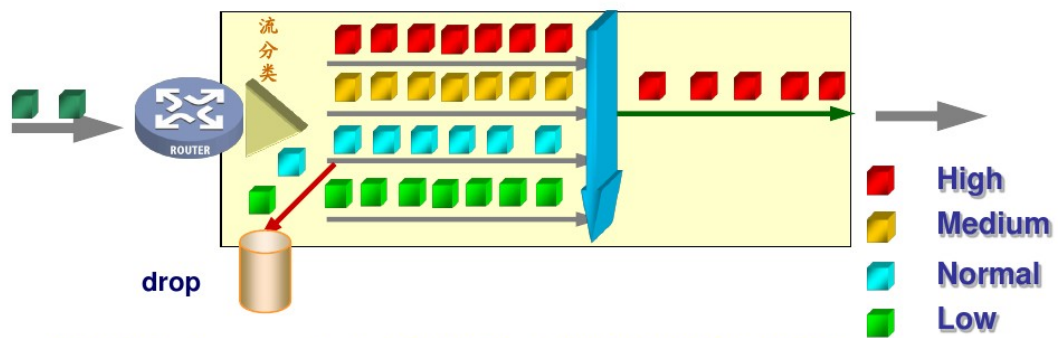 流
分
类
ROUTER
drop
High
Medium
Normal
Low